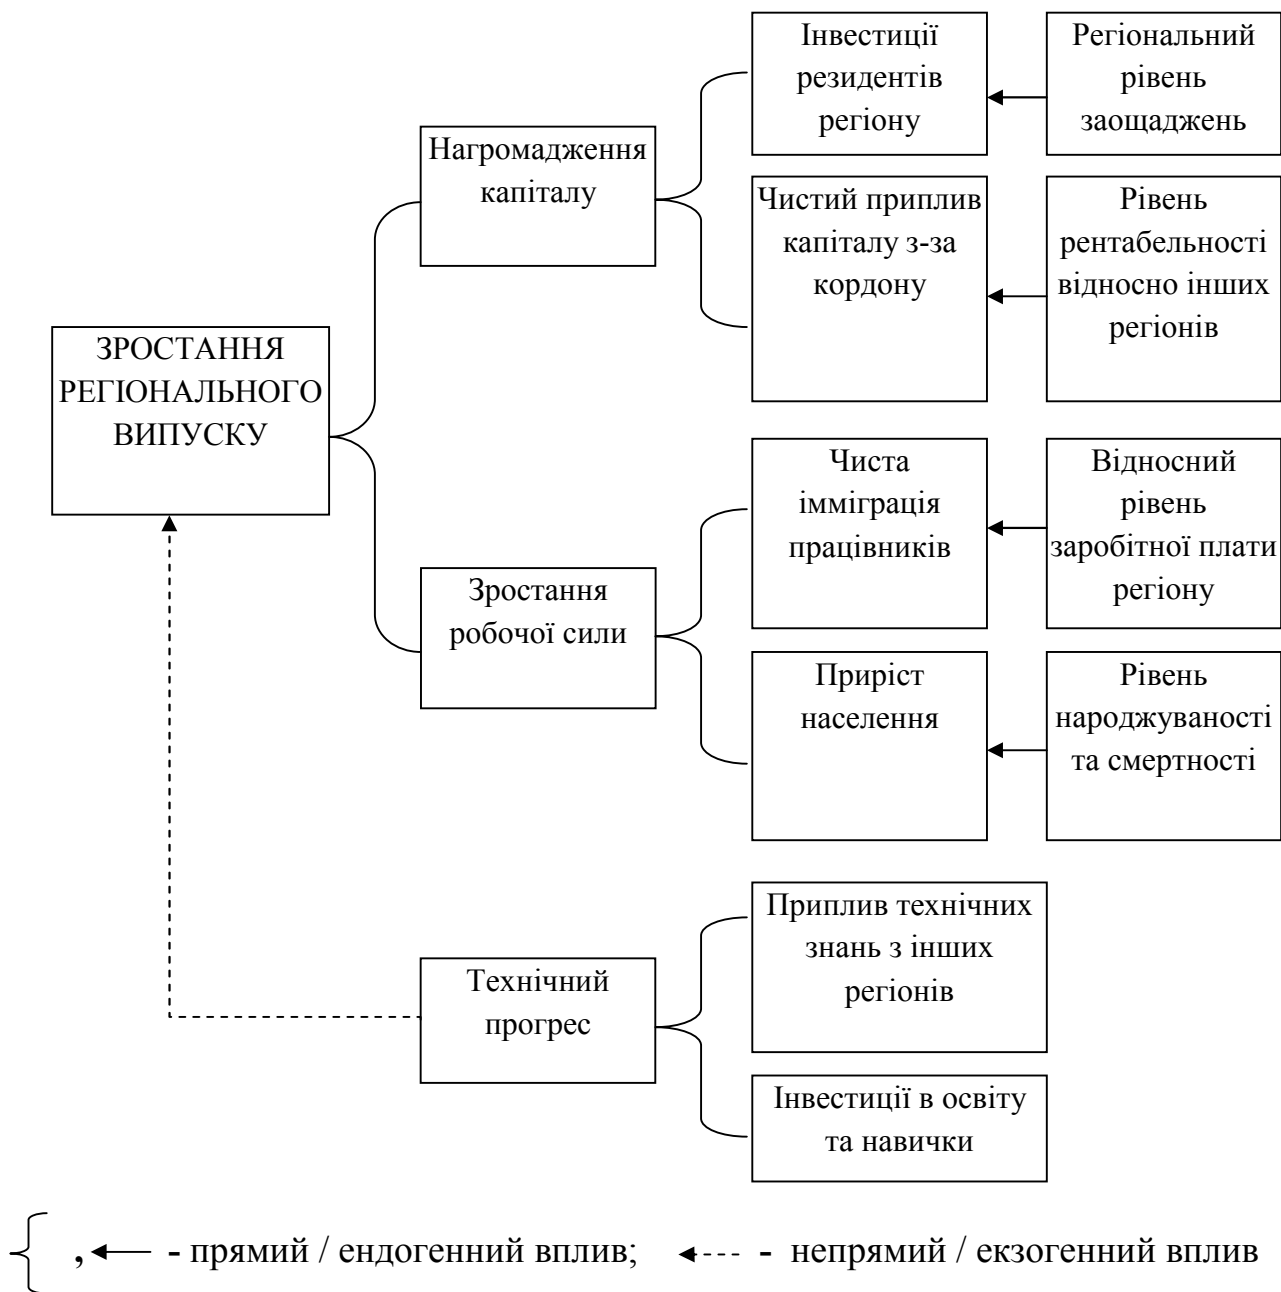 Інвестиції
резидентів
регіону
Регіональний
рівень
заощаджень
Нагромадження
капіталу
Чистий приплив
капіталу з-за
кордону
Рівень
рентабельності
відносно інших
регіонів
ЗРОСТАННЯ
РЕГІОНАЛЬНОГО
ВИПУСКУ
Чиста
імміграція
працівників
Відносний
рівень
заробітної плати
регіону
Зростання
робочої сили
Приріст
населення
Рівень
народжуваності
та смертності
Приплив технічних
знань з інших
регіонів
Технічний
прогрес
Інвестиції в освіту
та навички
, - прямий / ендогенний вплив; - непрямий / екзогенний вплив